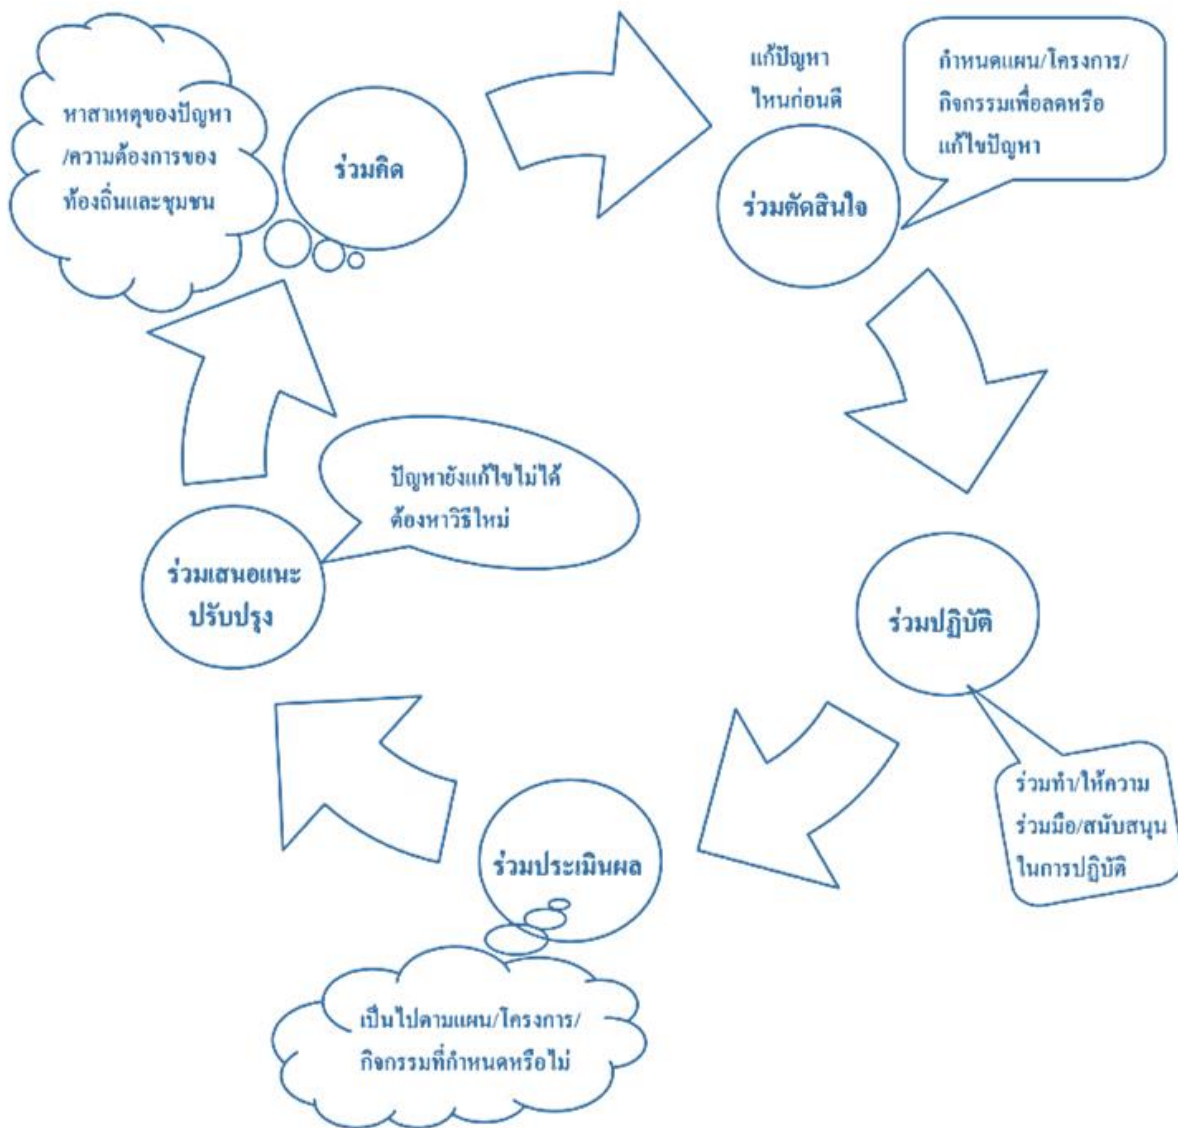 หาสาเหตุของปัญหา
/ความต้องการของ
ท้องถิ่นและชุมชน
ร่วมคิด
แก้ปัญหา
ไหนก่อนดี
ร่วมตัดสินใจ
กำหนดแผน/โครงการ/
กิจกรรมเพื่อลดหรือ
แก้ไขปัญหา
ร่วมปฏิบัติ
ร่วมทำ/ให้ความ
ร่วมมือ/สนับสนุน
ในการปฏิบัติ
ร่วมประเมินผล
เป็นไปตามแผน/โครงการ/
กิจกรรมที่กำหนดหรือไม่
ร่วมเสนอแนะ
ปรับปรุง
ปัญหายังแก้ไขไม่ได้
ต้องหาวิธีใหม่